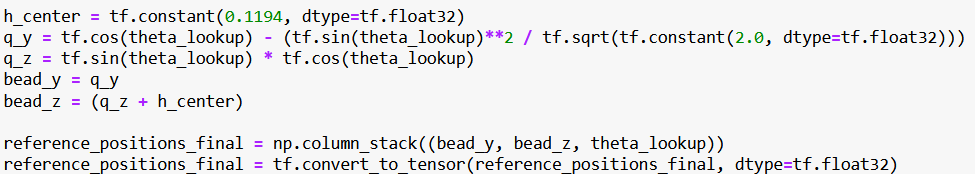 h_center = tf.constant(0.1194, dtype=tf.float32)
q_y = tf.cos(theta_lookup) - (tf.sin(theta_lookup)**2 / tf.sqrt(tf.constant(2.0, dtype=tf.float32)))
q_z = tf.sin(theta_lookup) * tf.cos(theta_lookup)
bead_y = q_y
bead_z = (q_z + h_center)
reference_positions_final = np.column_stack((bead_y, bead_z, theta_lookup))
reference_positions_final = tf.convert_to_tensor(reference_positions_final, dtype=tf.float32)